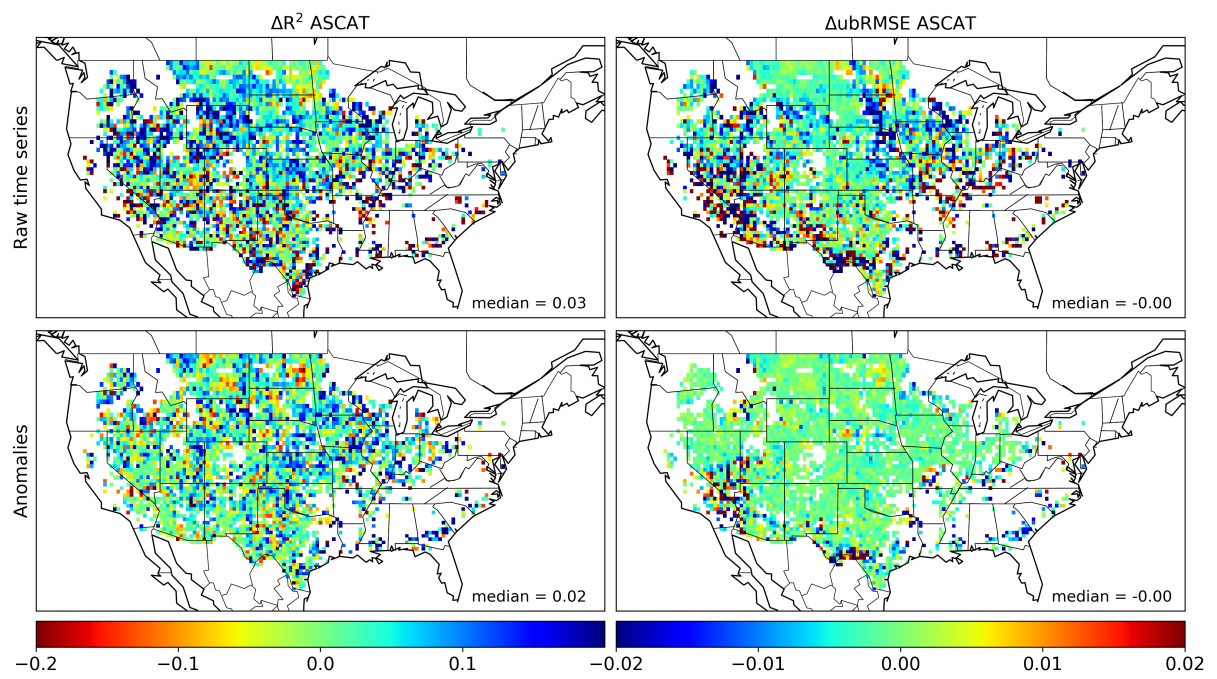 ΔR² ASCAT
ΔubRMSE ASCAT
Raw time series
median = 0.03
median = -0.00
Anomalies
median = 0.02
median = -0.00
−0.2 −0.1 0.0 0.1 −0.02 −0.01 0.00 0.01 0.02